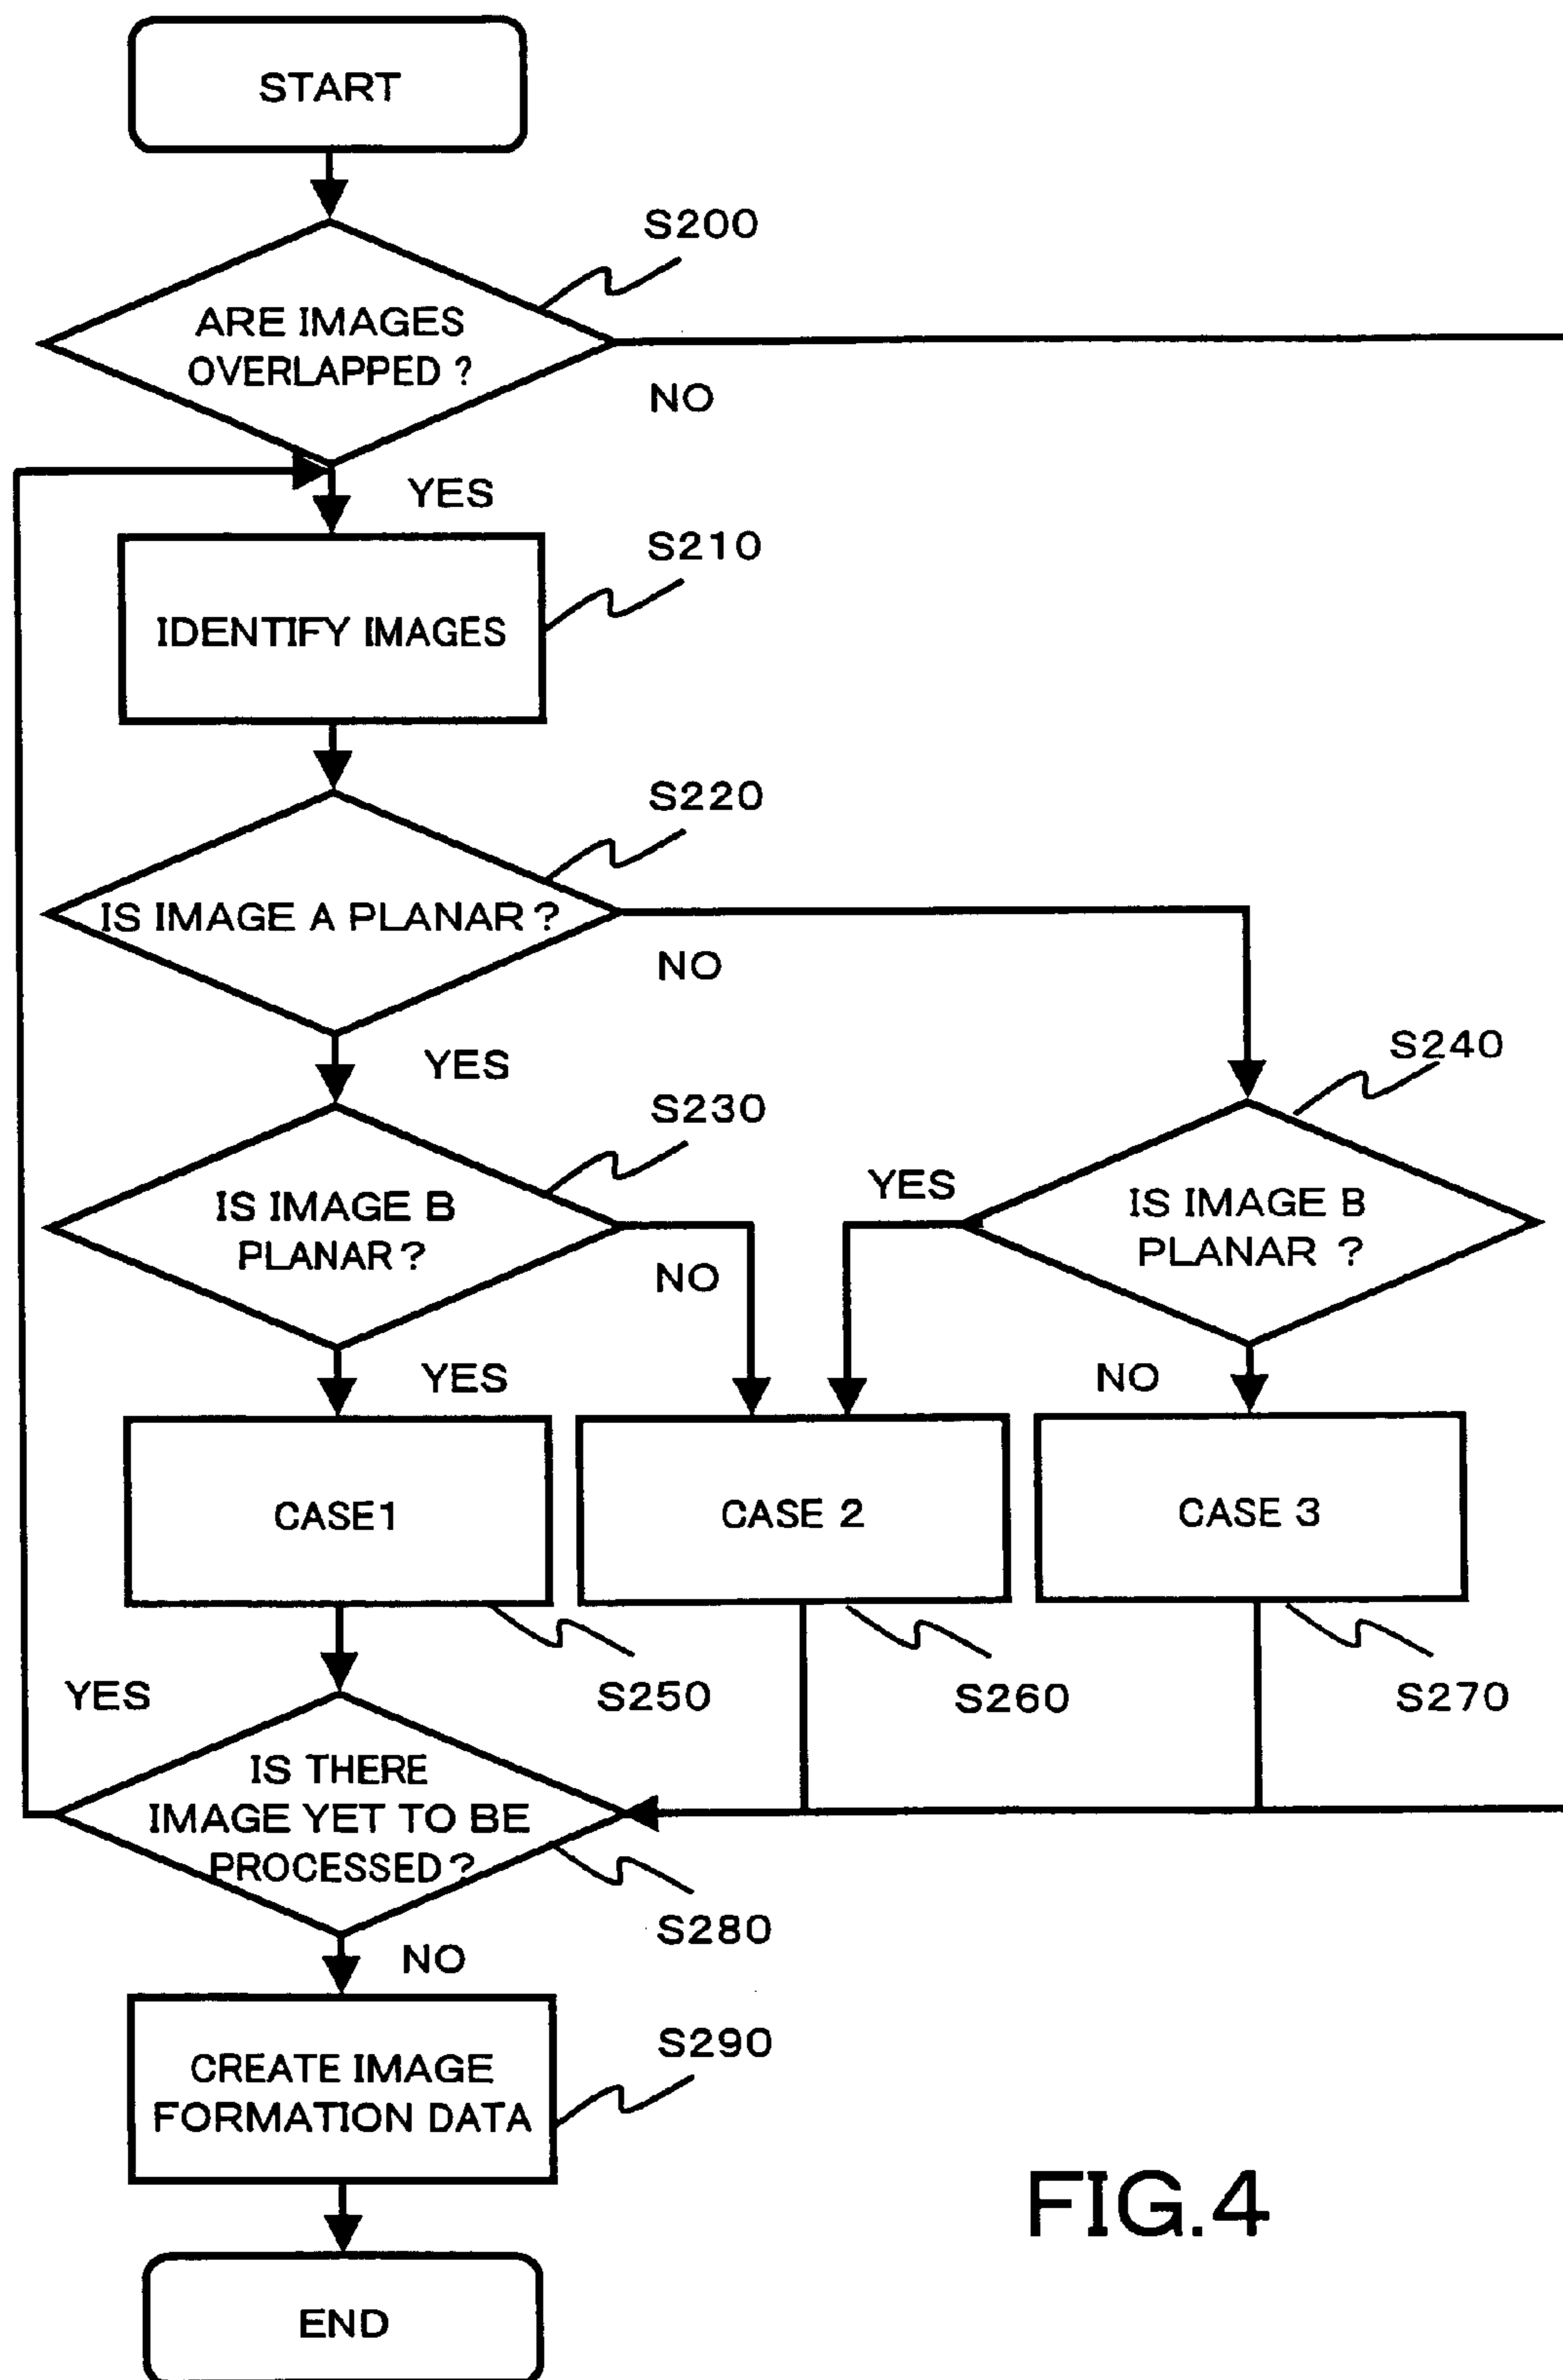 START
S200
ARE IMAGES
OVERLAPPED ?
NO
YES
S210
IDENTIFY IMAGES
S220
IS IMAGE A PLANAR ?
NO
YES
S240
S230
YES
IS IMAGE B
PLANAR ?
IS IMAGE B
PLANAR ?
NO
YES
NO
CASE1
CASE 2
CASE 3
YES
S250
S260
S270
IS THERE
IMAGE YET TO BE
PROCESSED ?
S280
NO
S290
CREATE IMAGE
FORMATION DATA
FIG.4
END